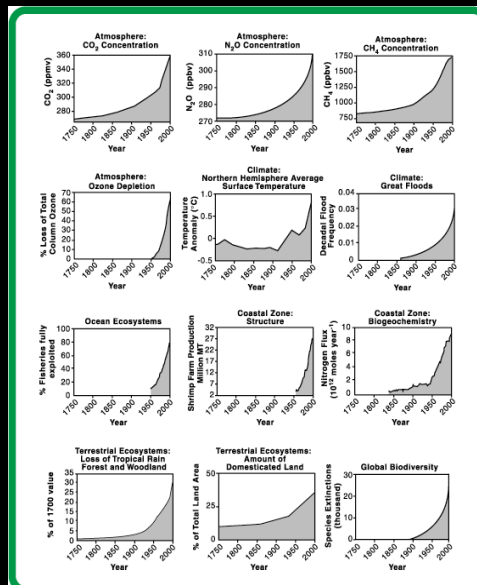 Atmosphere:
CO₂ Concentration
CO₂ (ppmv)
360
340
320
300
280
1750
1800
1850
1900
1950
2000
Year
Atmosphere:
N₂O Concentration
N₂O (ppbv)
310
300
290
280
270
1750
1800
1850
1900
1950
2000
Year
Atmosphere:
CH₄ Concentration
CH₄ (ppbv)
1750
1500
1250
1000
750
1750
1800
1850
1900
1950
2000
Year
Atmosphere:
Ozone Depletion
% Loss of Total
Column Ozone
70
60
50
40
30
20
10
0
1750
1800
1850
1900
1950
2000
Year
Climate:
Northern Hemisphere Average
Surface Temperature
Temperature
Anomaly (°C)
1.0
0.5
0
-0.5
1750
1800
1850
1900
1950
2000
Year
Climate:
Great Floods
Decadal Flood
Frequency
0.04
0.03
0.02
0.01
0
1750
1800
1850
1900
1950
2000
Year
Ocean Ecosystems
% Fisheries fully
exploited
100
80
60
40
20
0
1750
1800
1850
1900
1950
2000
Year
Coastal Zone:
Structure
Shrimp Farm Production
Million MT
32
27
22
17
12
7
2
1750
1800
1850
1900
1950
2000
Year
Coastal Zone:
Biogeochemistry
Nitrogen Flux
(10¹² moles year⁻¹)
10
8
6
4
2
0
1750
1800
1850
1900
1950
2000
Year
Terrestrial Ecosystems:
Loss of Tropical Rain
Forest and Woodland
% of 1700 value
35
30
25
20
15
10
5
0
1750
1800
1850
1900
1950
2000
Year
Terrestrial Ecosystems:
Amount of
Domesticated Land
% of Total Land Area
50
25
0
1750
1800
1850
1900
1950
2000
Year
Global Biodiversity
Species Extinctions
(thousand)
30
20
10
0
1750
1800
1850
1900
1950
2000
Year